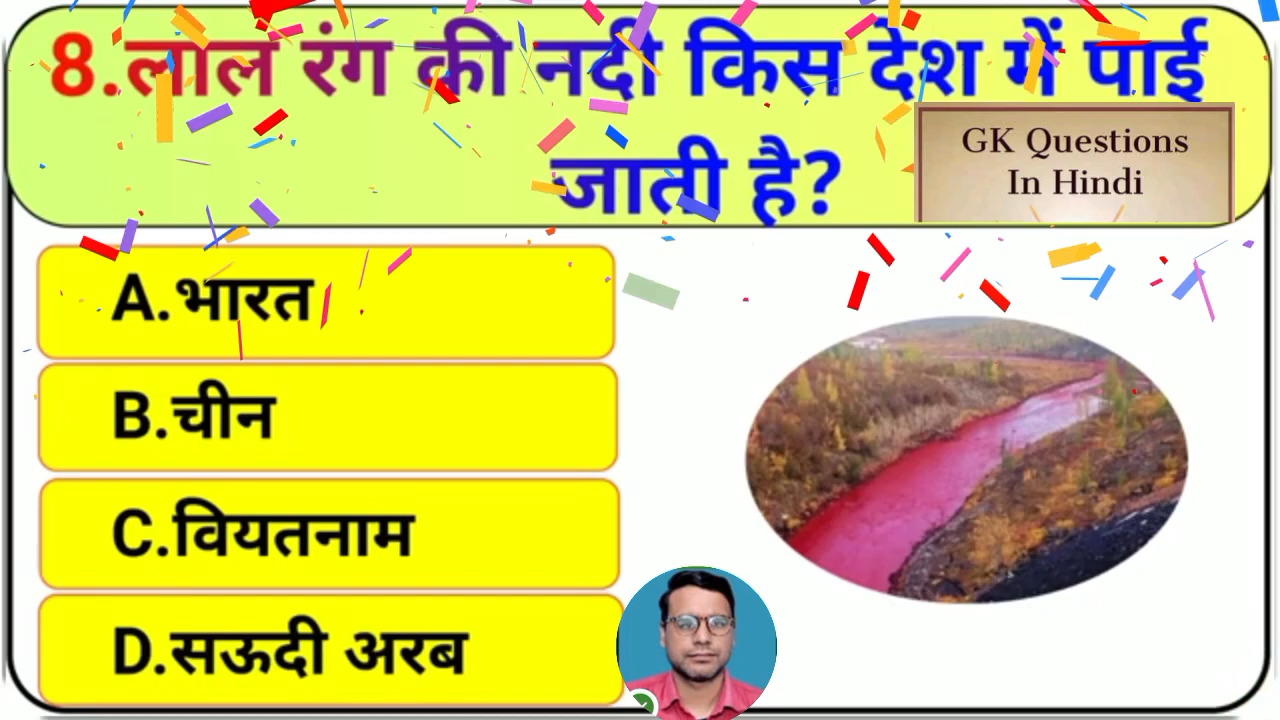 8.लाल रंग की नदी किस देश में पाई
जाती है?
GK Questions
In Hindi
A.भारत
B.चीन
C.वियतनाम
D.सऊदी अरब